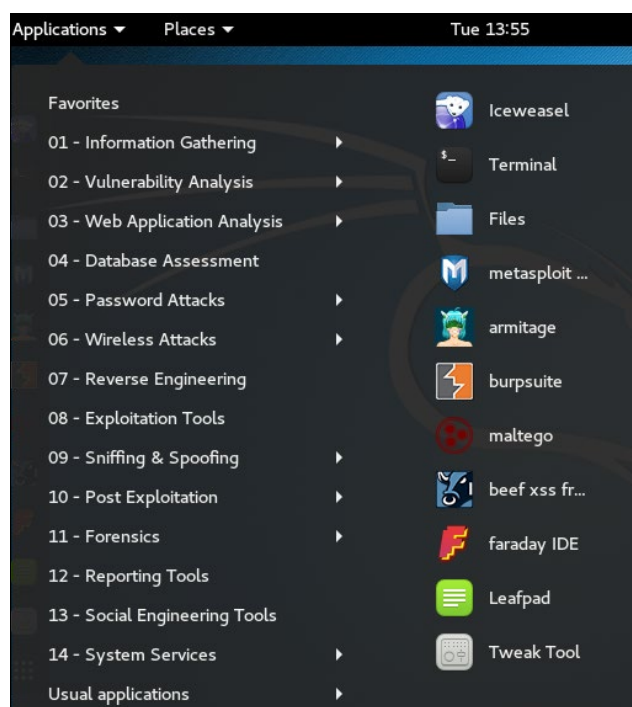 Applications Places Tue 13:55
Favorites
01 - Information Gathering
02 - Vulnerability Analysis
03 - Web Application Analysis
04 - Database Assessment
05 - Password Attacks
06 - Wireless Attacks
07 - Reverse Engineering
08 - Exploitation Tools
09 - Sniffing & Spoofing
10 - Post Exploitation
11 - Forensics
12 - Reporting Tools
13 - Social Engineering Tools
14 - System Services
Usual applications
Iceweasel
$_
Terminal
Files
M
metasploit ...
armitage
burpsuite
maltego
beef xss fr...
faraday IDE
Leafpad
Tweak Tool